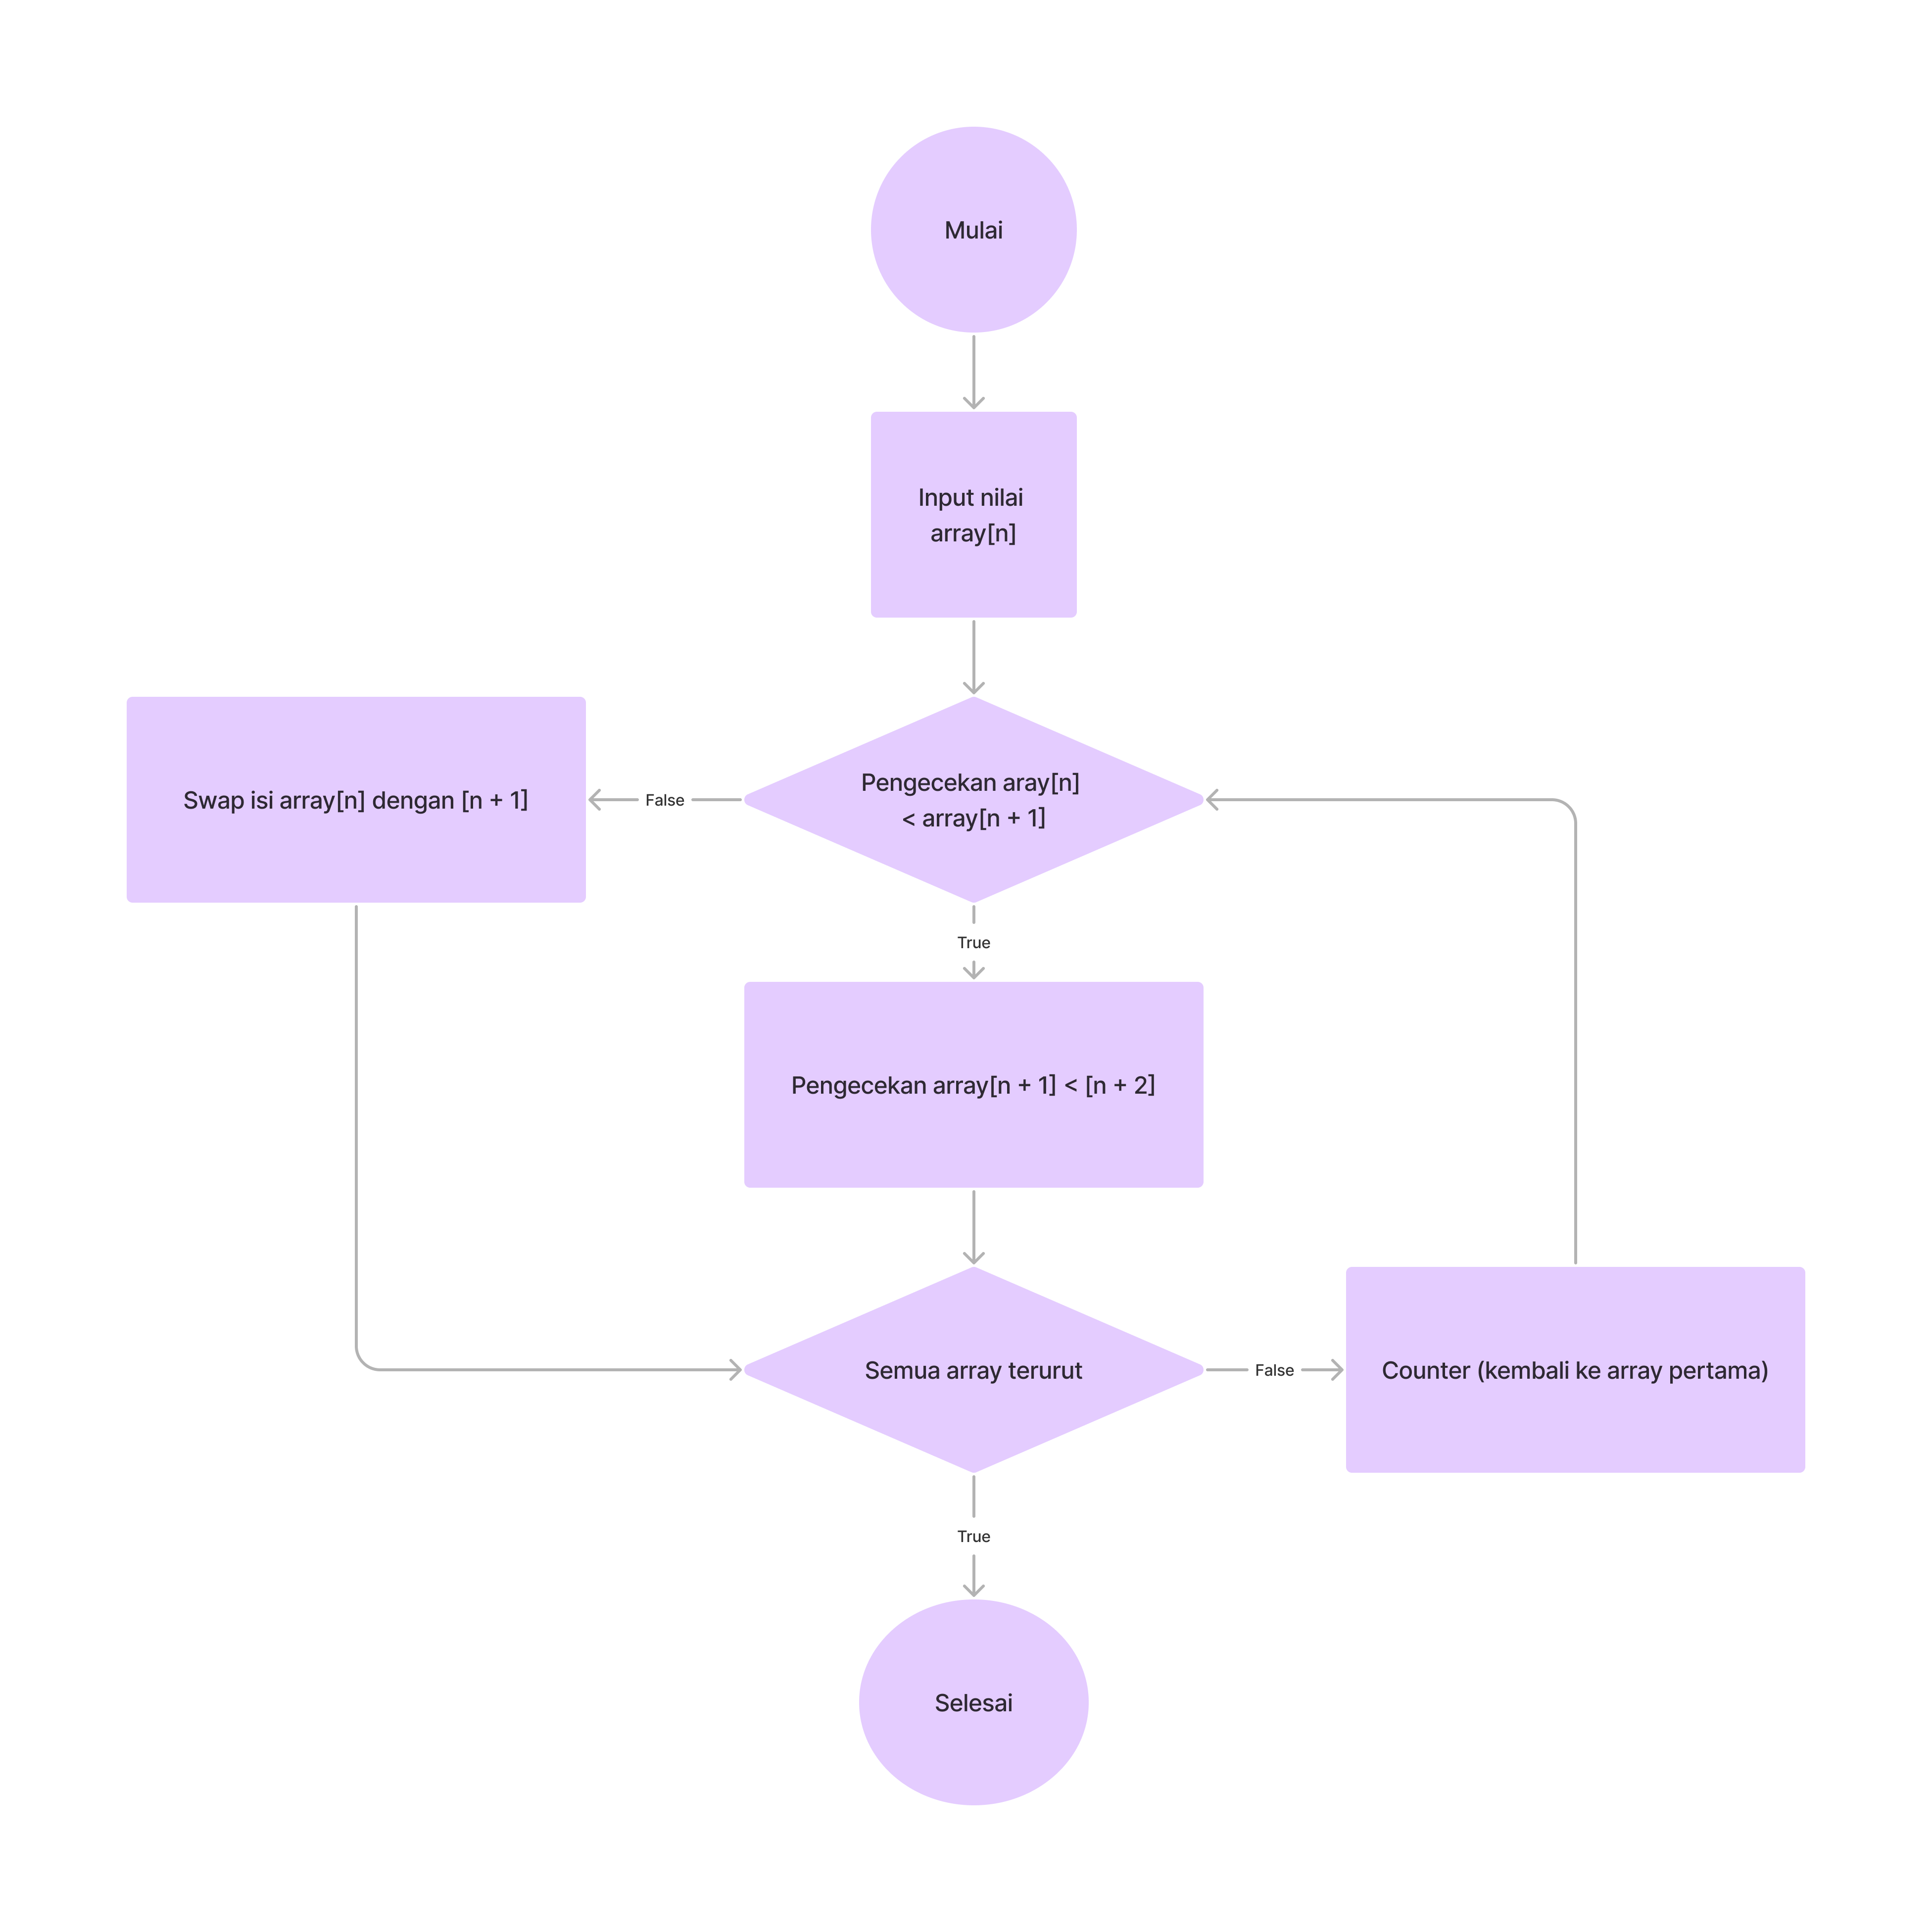 Mulai
Input nilai
array[n]
Pengecekan aray[n]
< array[n + 1]
False
Swap isi array[n] dengan [n + 1]
True
Pengecekan array[n + 1] < [n + 2]
Semua array terurut
False
Counter (kembali ke array pertama)
True
Selesai